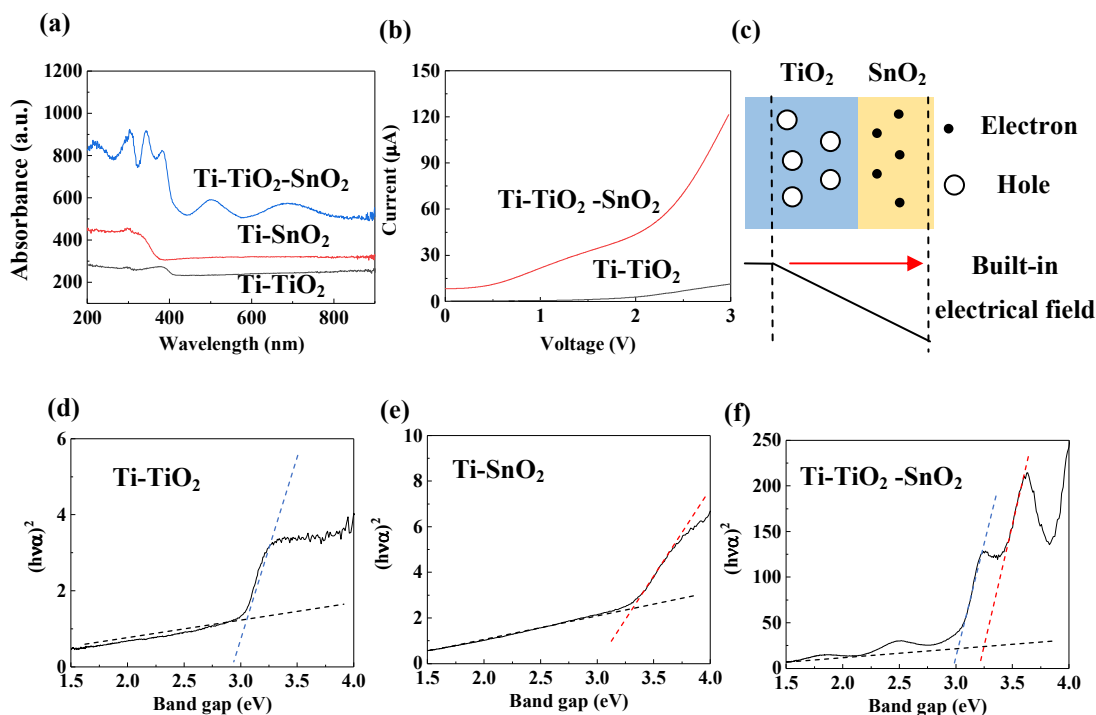 (a)
1200
1000
800
600
400
200
200
400
600
800
Absorbance (a.u.)
Wavelength (nm)
Ti-TiO₂-SnO₂
Ti-SnO₂
Ti-TiO₂
(b)
150
120
90
60
30
0
0
1
2
3
Current (μA)
Voltage (V)
Ti-TiO₂ -SnO₂
Ti-TiO₂
(c)
TiO₂
SnO₂
Electron
Hole
Built-in
electrical field
(d)
6
4
2
0
1.5
2.0
2.5
3.0
3.5
4.0
(hνα)²
Band gap (eV)
Ti-TiO₂
(e)
10
8
6
4
2
0
1.5
2.0
2.5
3.0
3.5
4.0
(hνα)²
Band gap (eV)
Ti-SnO₂
(f)
250
200
150
100
50
0
1.5
2.0
2.5
3.0
3.5
4.0
(hνα)²
Band gap (eV)
Ti-TiO₂ -SnO₂